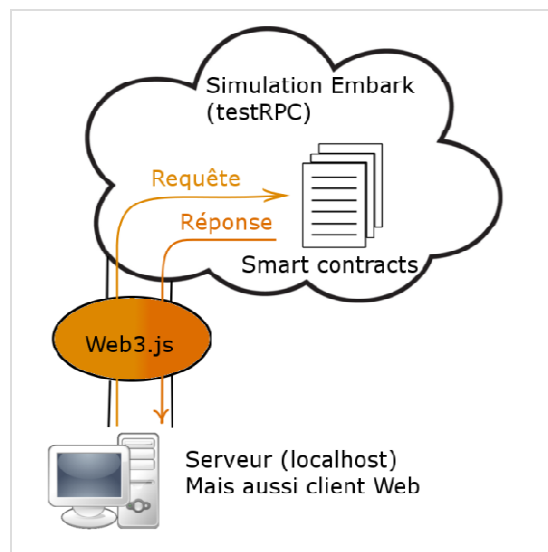 Simulation Embark
(testRPC)
Requête
Réponse
Smart contracts
Web3.js
Serveur (localhost)
Mais aussi client Web